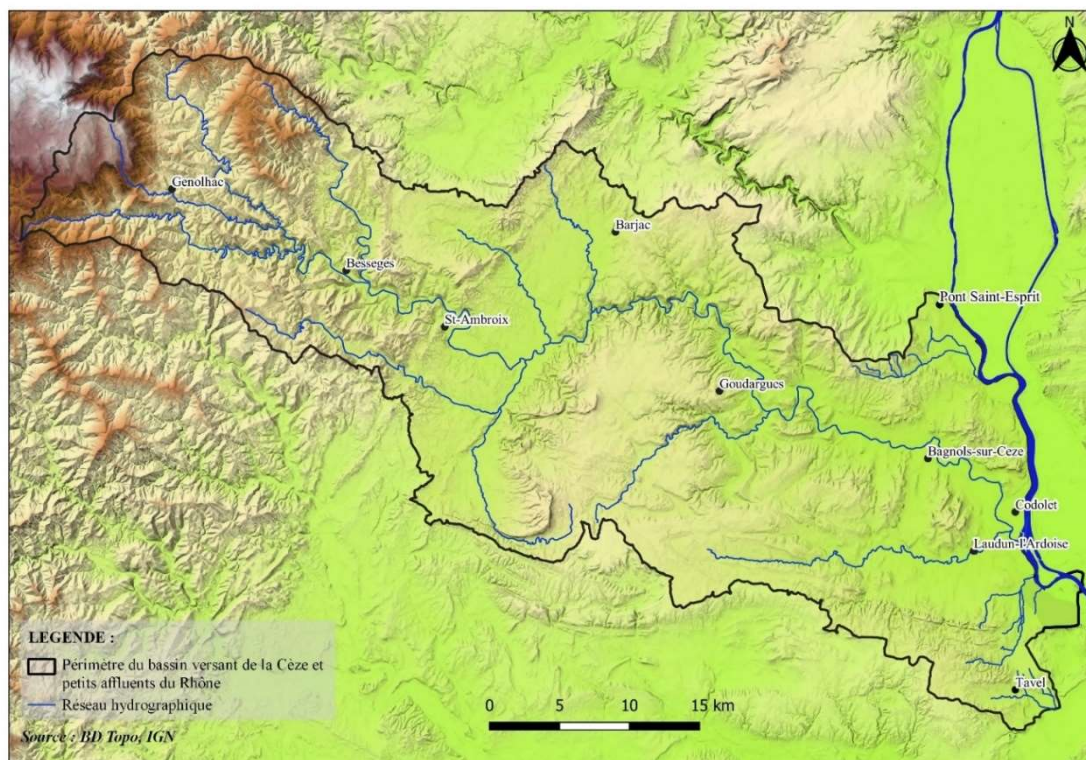 N
Genolhac
Barjac
Besseges
Pont Saint-Esprit
St-Ambroix
Goudargues
Bagnols-sur-Ceze
Codolet
Laudun-l'Ardoise
Tavel
LEGENDE :
Périmètre du bassin versant de la Cèze et
petits affluents du Rhône
Réseau hydrographique
0 5 10 15 km
Source : BD Topo, IGN